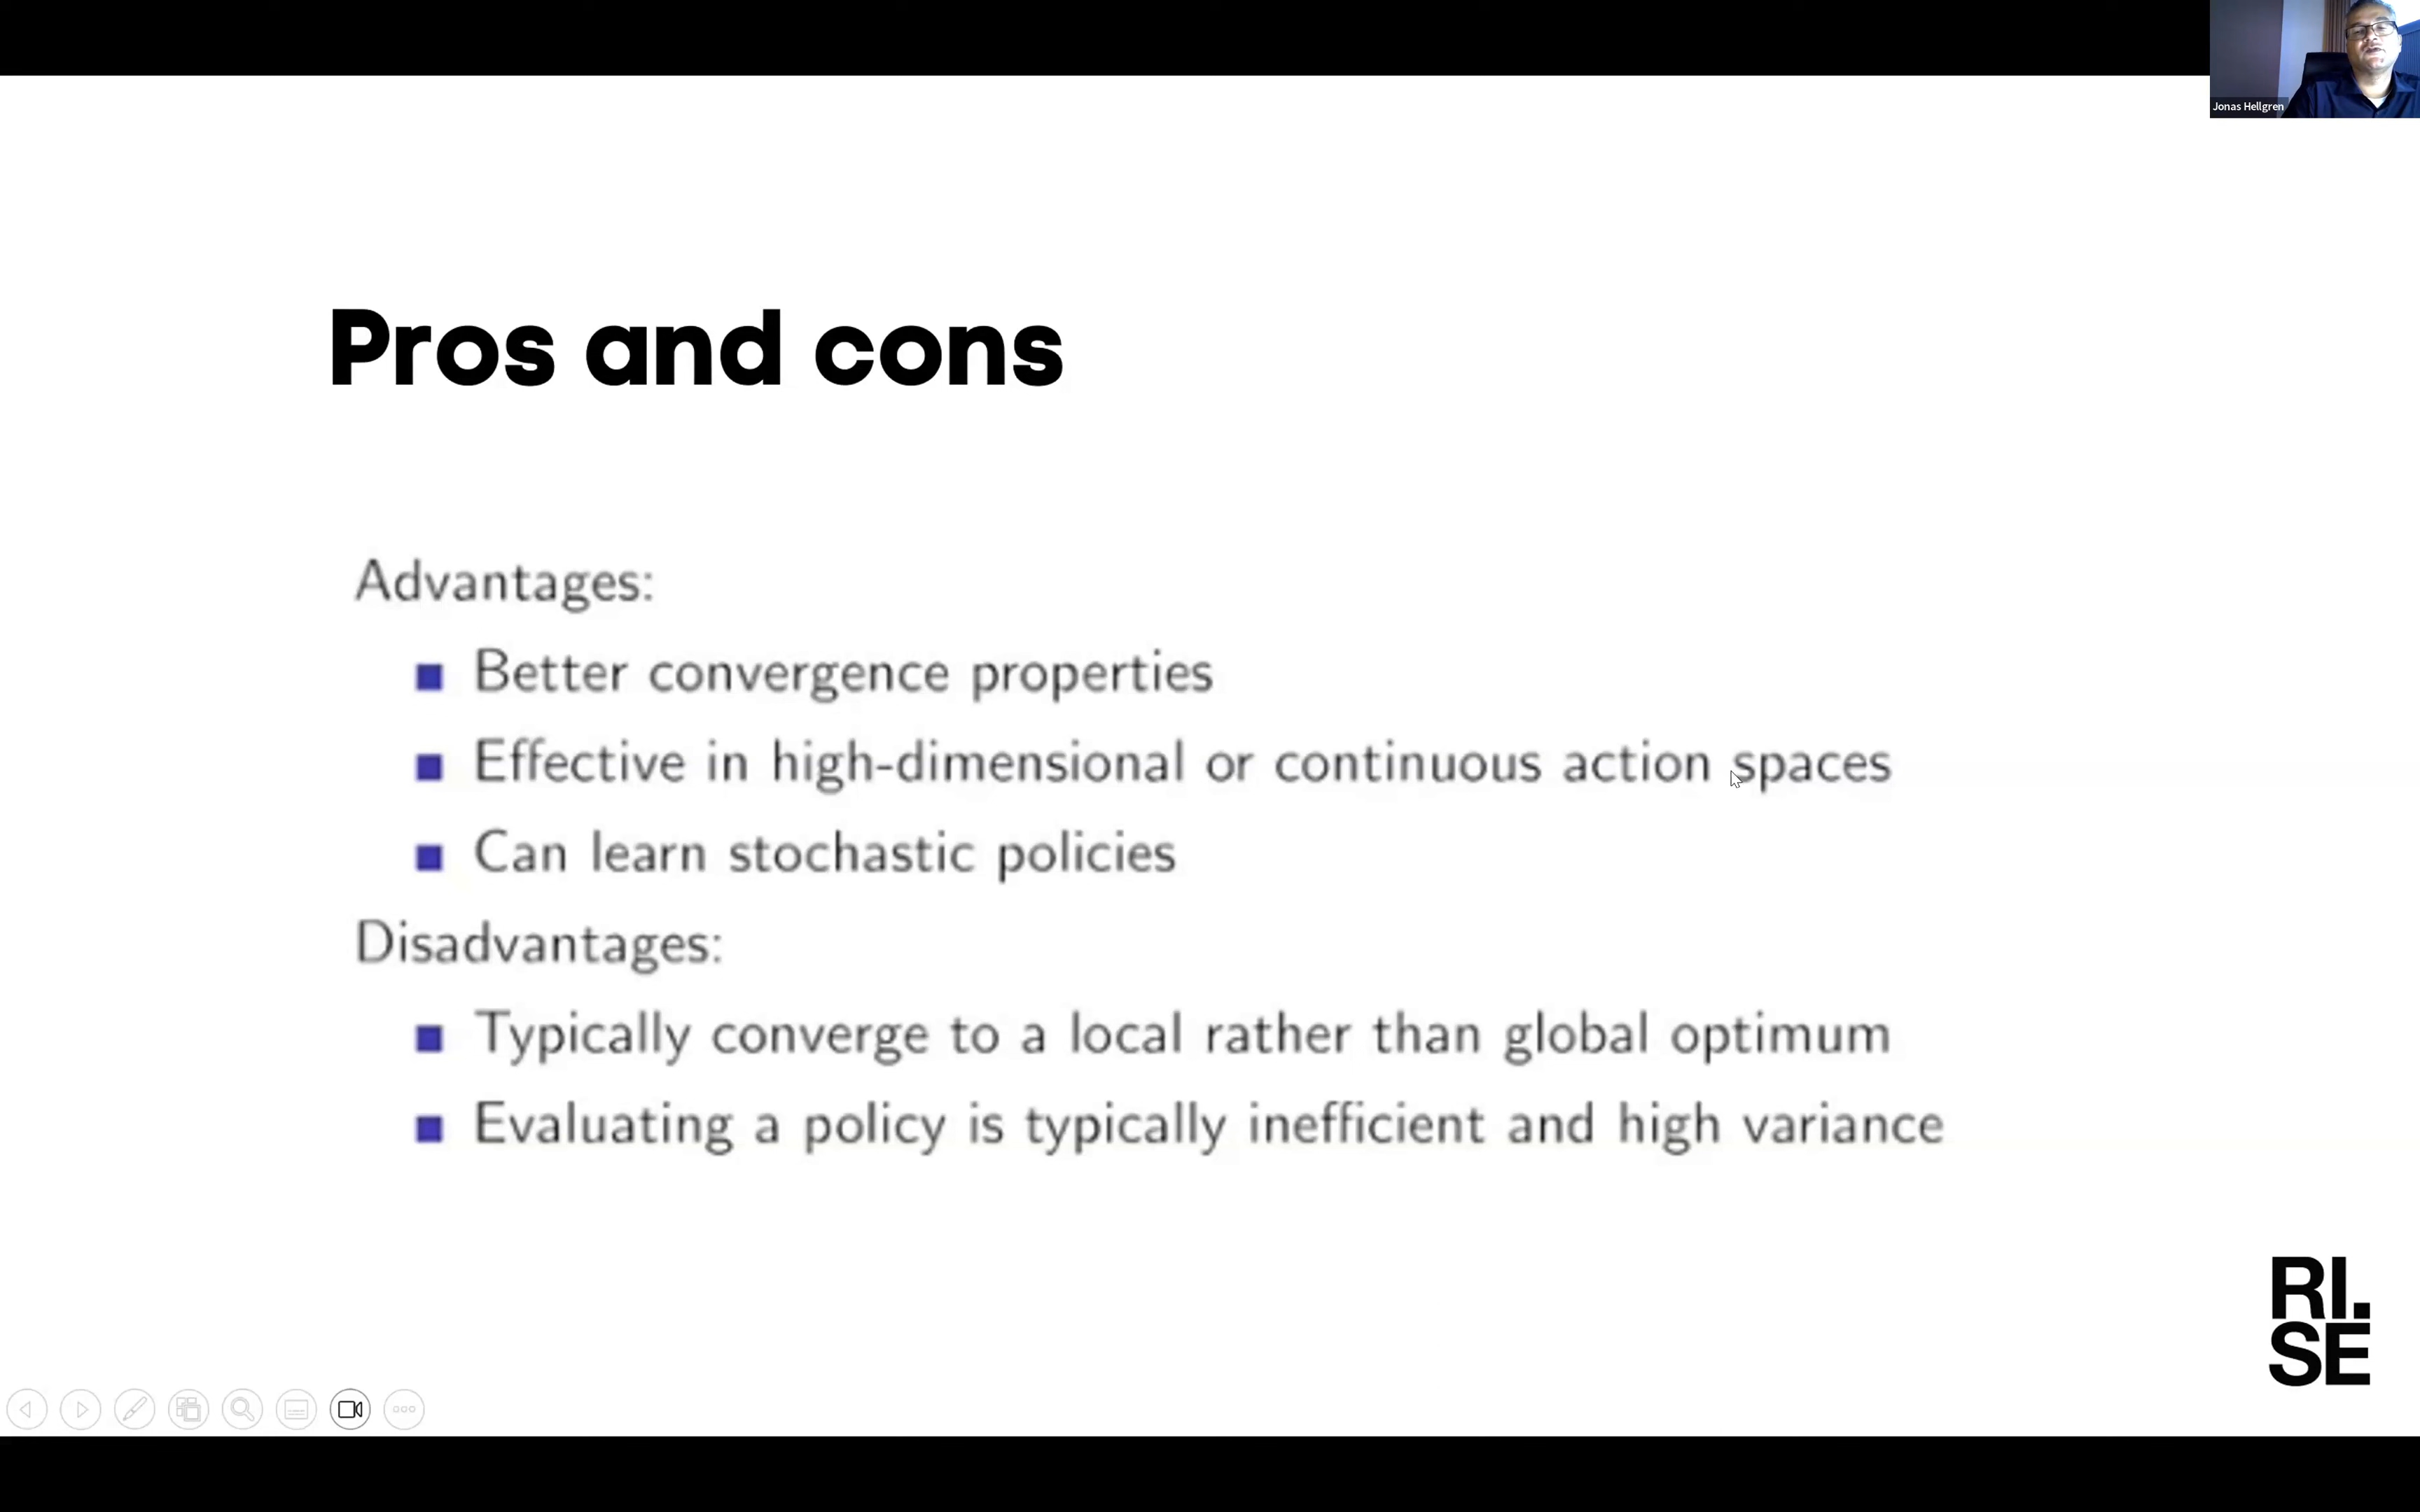 Jonas Hellgren
Pros and cons
Advantages:
Better convergence properties
Effective in high-dimensional or continuous action spaces
Can learn stochastic policies
Disadvantages:
Typically converge to a local rather than global optimum
Evaluating a policy is typically inefficient and high variance
RI.
SE